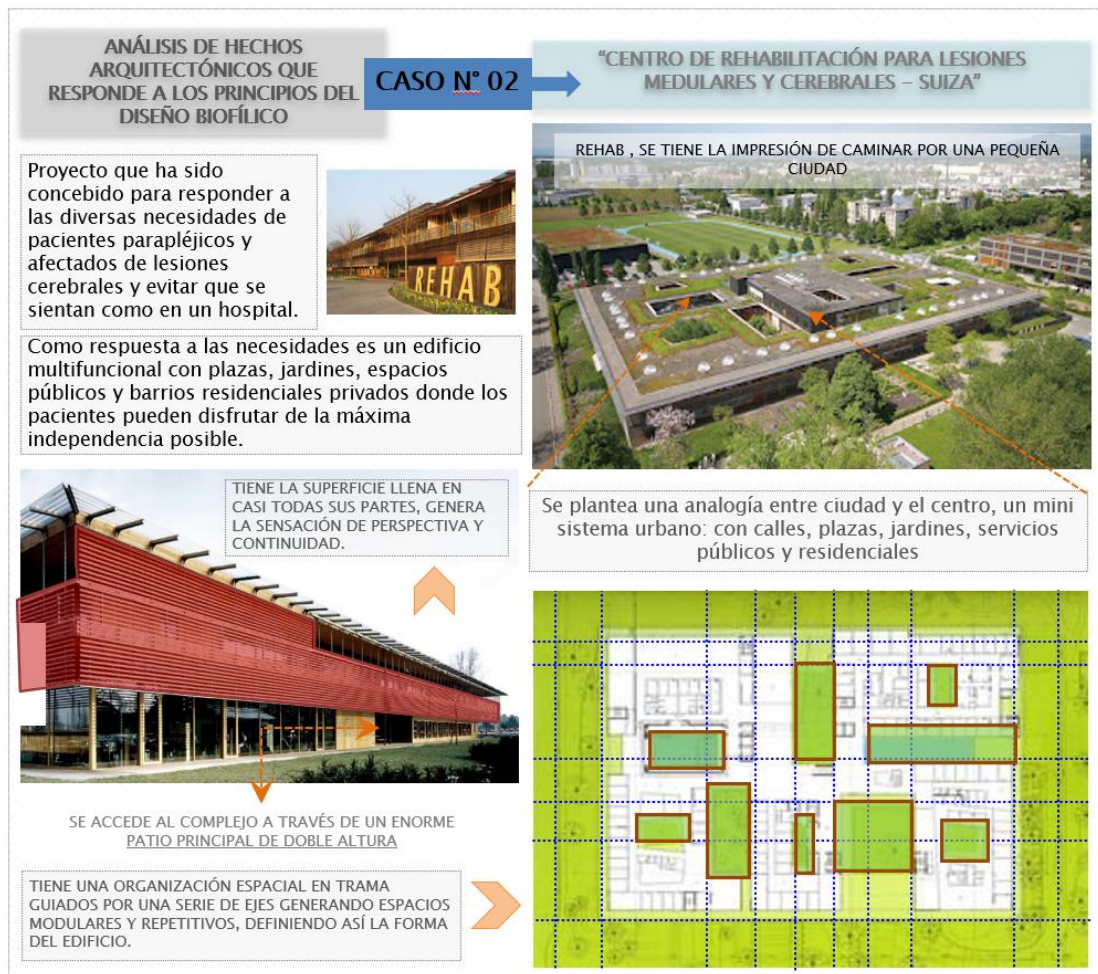 ANÁLISIS DE HECHOS
ARQUITECTÓNICOS QUE
RESPONDE A LOS PRINCIPIOS DEL
DISEÑO BIOFÍLICO
CASO N° 02
"CENTRO DE REHABILITACIÓN PARA LESIONES
MEDULARES Y CEREBRALES – SUIZA"
Proyecto que ha sido
concebido para responder a
las diversas necesidades de
pacientes parapléjicos y
afectados de lesiones
cerebrales y evitar que se
sientan como en un hospital.
REHAB
REHAB , SE TIENE LA IMPRESIÓN DE CAMINAR POR UNA PEQUEÑA
CIUDAD
Como respuesta a las necesidades es un edificio
multifuncional con plazas, jardines, espacios
públicos y barrios residenciales privados donde los
pacientes pueden disfrutar de la máxima
independencia posible.
TIENE LA SUPERFICIE LLENA EN
CASI TODAS SUS PARTES, GENERA
LA SENSACIÓN DE PERSPECTIVA Y
CONTINUIDAD.
Se plantea una analogía entre ciudad y el centro, un mini
sistema urbano: con calles, plazas, jardines, servicios
públicos y residenciales
SE ACCEDE AL COMPLEJO A TRAVÉS DE UN ENORME
PATIO PRINCIPAL DE DOBLE ALTURA
TIENE UNA ORGANIZACIÓN ESPACIAL EN TRAMA
GUIADOS POR UNA SERIE DE EJES GENERANDO ESPACIOS
MODULARES Y REPETITIVOS, DEFINIENDO ASÍ LA FORMA
DEL EDIFICIO.